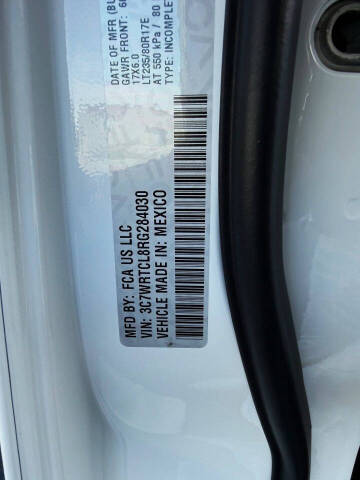 DATE OF MFR
GAWR FRONT:
17X6.0
LT235/80R17E
AT 550 kPa / 80
TYPE: INCOMPLET
MFD BY: FCA US LLC
VIN: 3C7WRTCL8RG284030
VEHICLE MADE IN: MEXICO